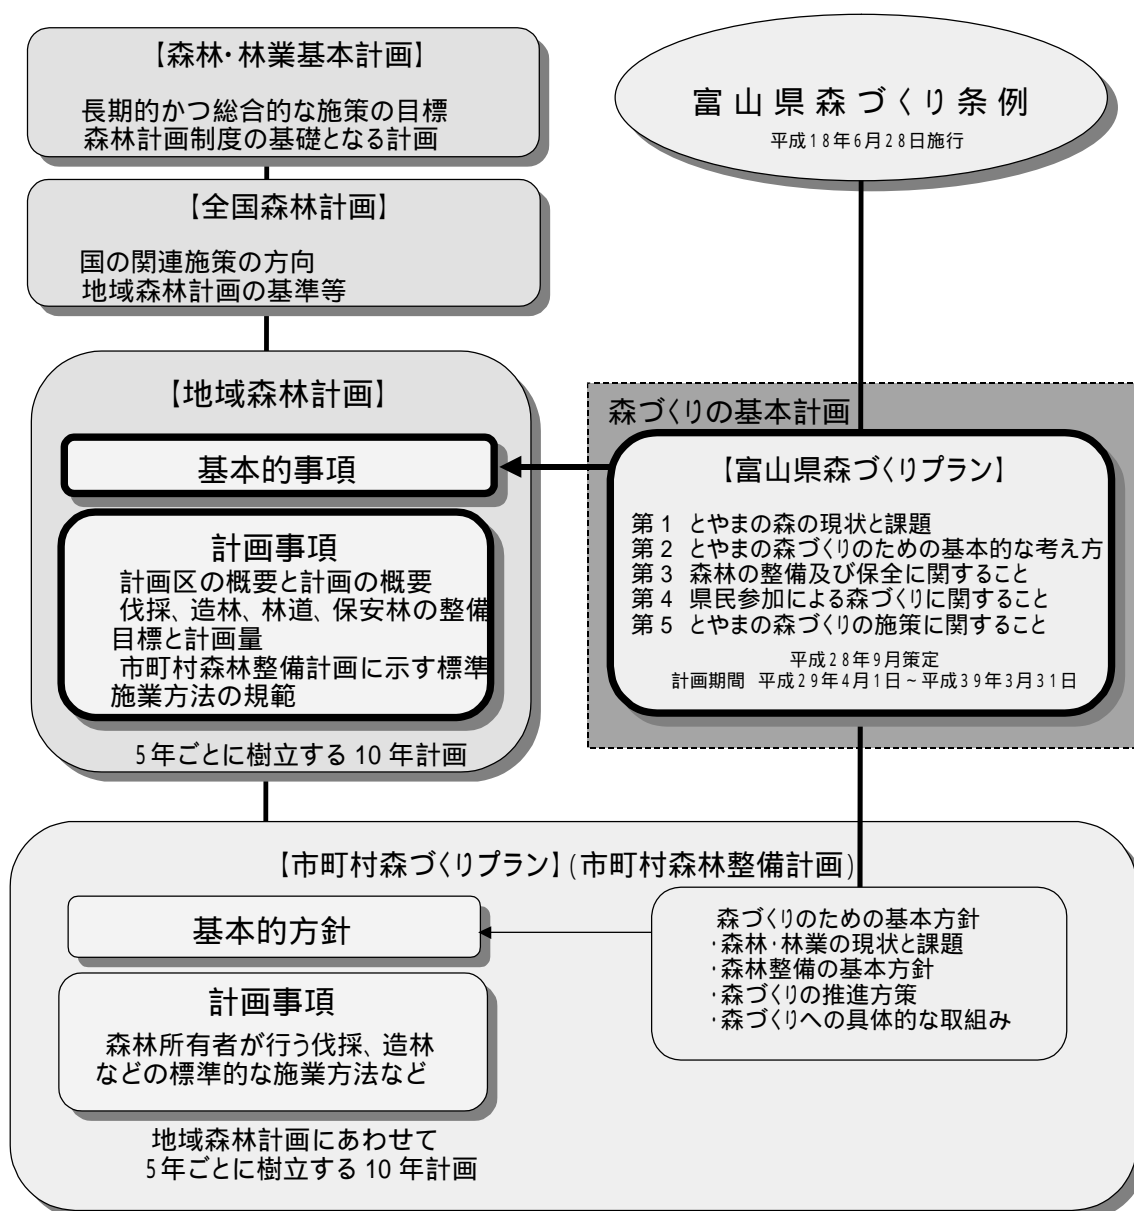 【森林・林業基本計画】
長期的かつ総合的な施策の目標
森林計画制度の基礎となる計画
【全国森林計画】
国の関連施策の方向
地域森林計画の基準等
【地域森林計画】
基本的事項
計画事項
計画区の概要と計画の概要
伐採、造林、林道、保安林の整備
目標と計画量
市町村森林整備計画に示す標準
施業方法の規範
5年ごとに樹立する10年計画
富山県森づくり条例
平成18年6月28日施行
森づくりの基本計画
【富山県森づくりプラン】
第1 とやまの森の現状と課題
第2 とやまの森づくりのための基本的な考え方
第3 森林の整備及び保全に関すること
第4 県民参加による森づくりに関すること
第5 とやまの森づくりの施策に関すること
平成28年9月策定
計画期間 平成29年4月1日~平成39年3月31日
【市町村森づくりプラン】(市町村森林整備計画)
基本的方針
計画事項
森林所有者が行う伐採、造林
などの標準的な施業方法など
地域森林計画にあわせて
5年ごとに樹立する10年計画
森づくりのための基本方針
・森林・林業の現状と課題
・森林整備の基本方針
・森づくりの推進方策
・森づくりへの具体的な取組み